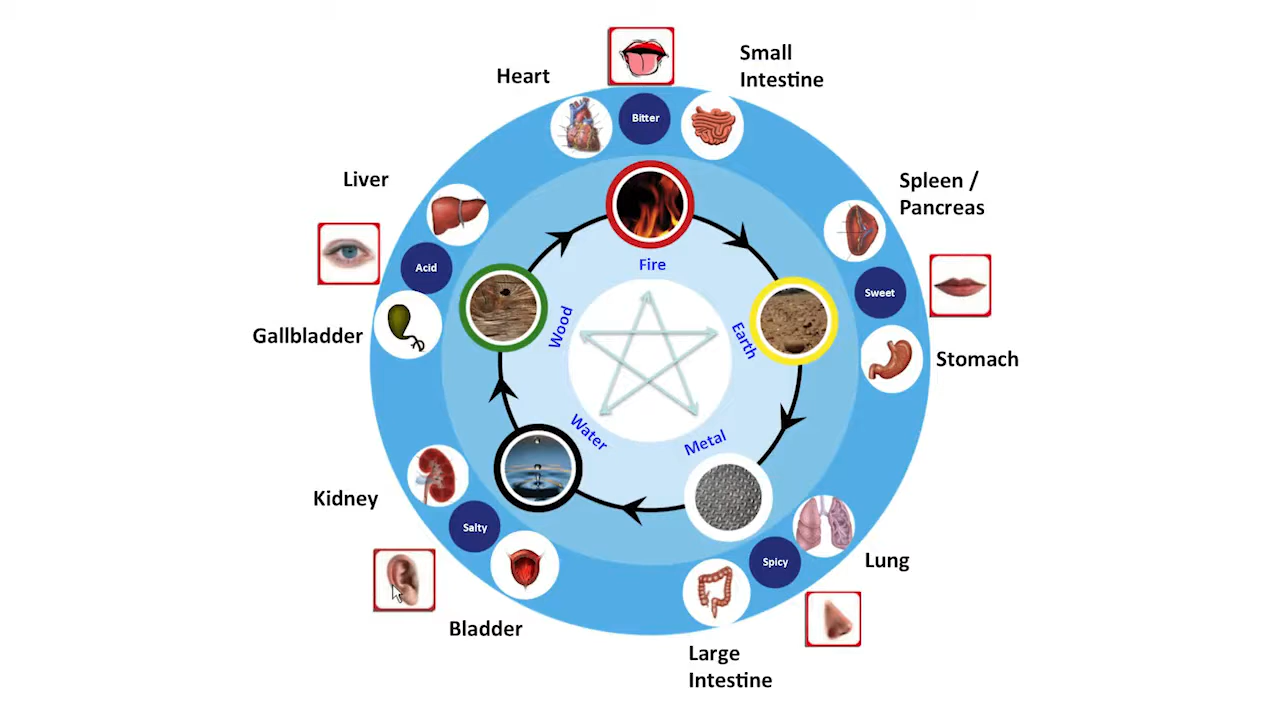 Heart
Small
Intestine
Bitter
Liver
Spleen /
Pancreas
Acid
Sweet
Fire
Wood
Earth
Gallbladder
Stomach
Water
Metal
Kidney
Salty
Spicy
Lung
Bladder
Large
Intestine